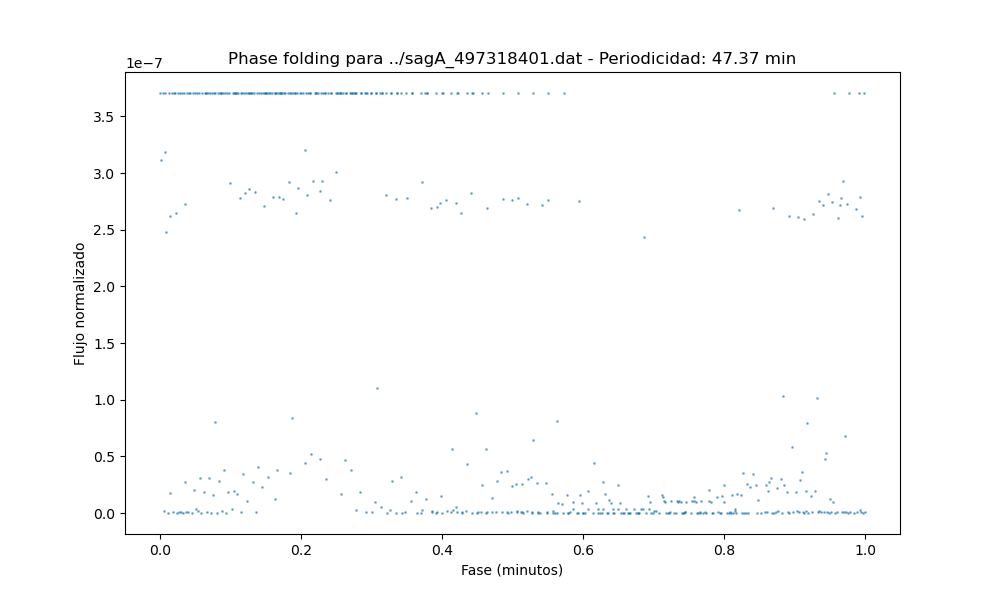 Phase folding para ../sagA_497318401.dat - Periodicidad: 47.37 min
1e−7
3.5
3.0
2.5
2.0
1.5
1.0
0.5
0.0
Flujo normalizado
0.0 0.2 0.4 0.6 0.8 1.0
Fase (minutos)